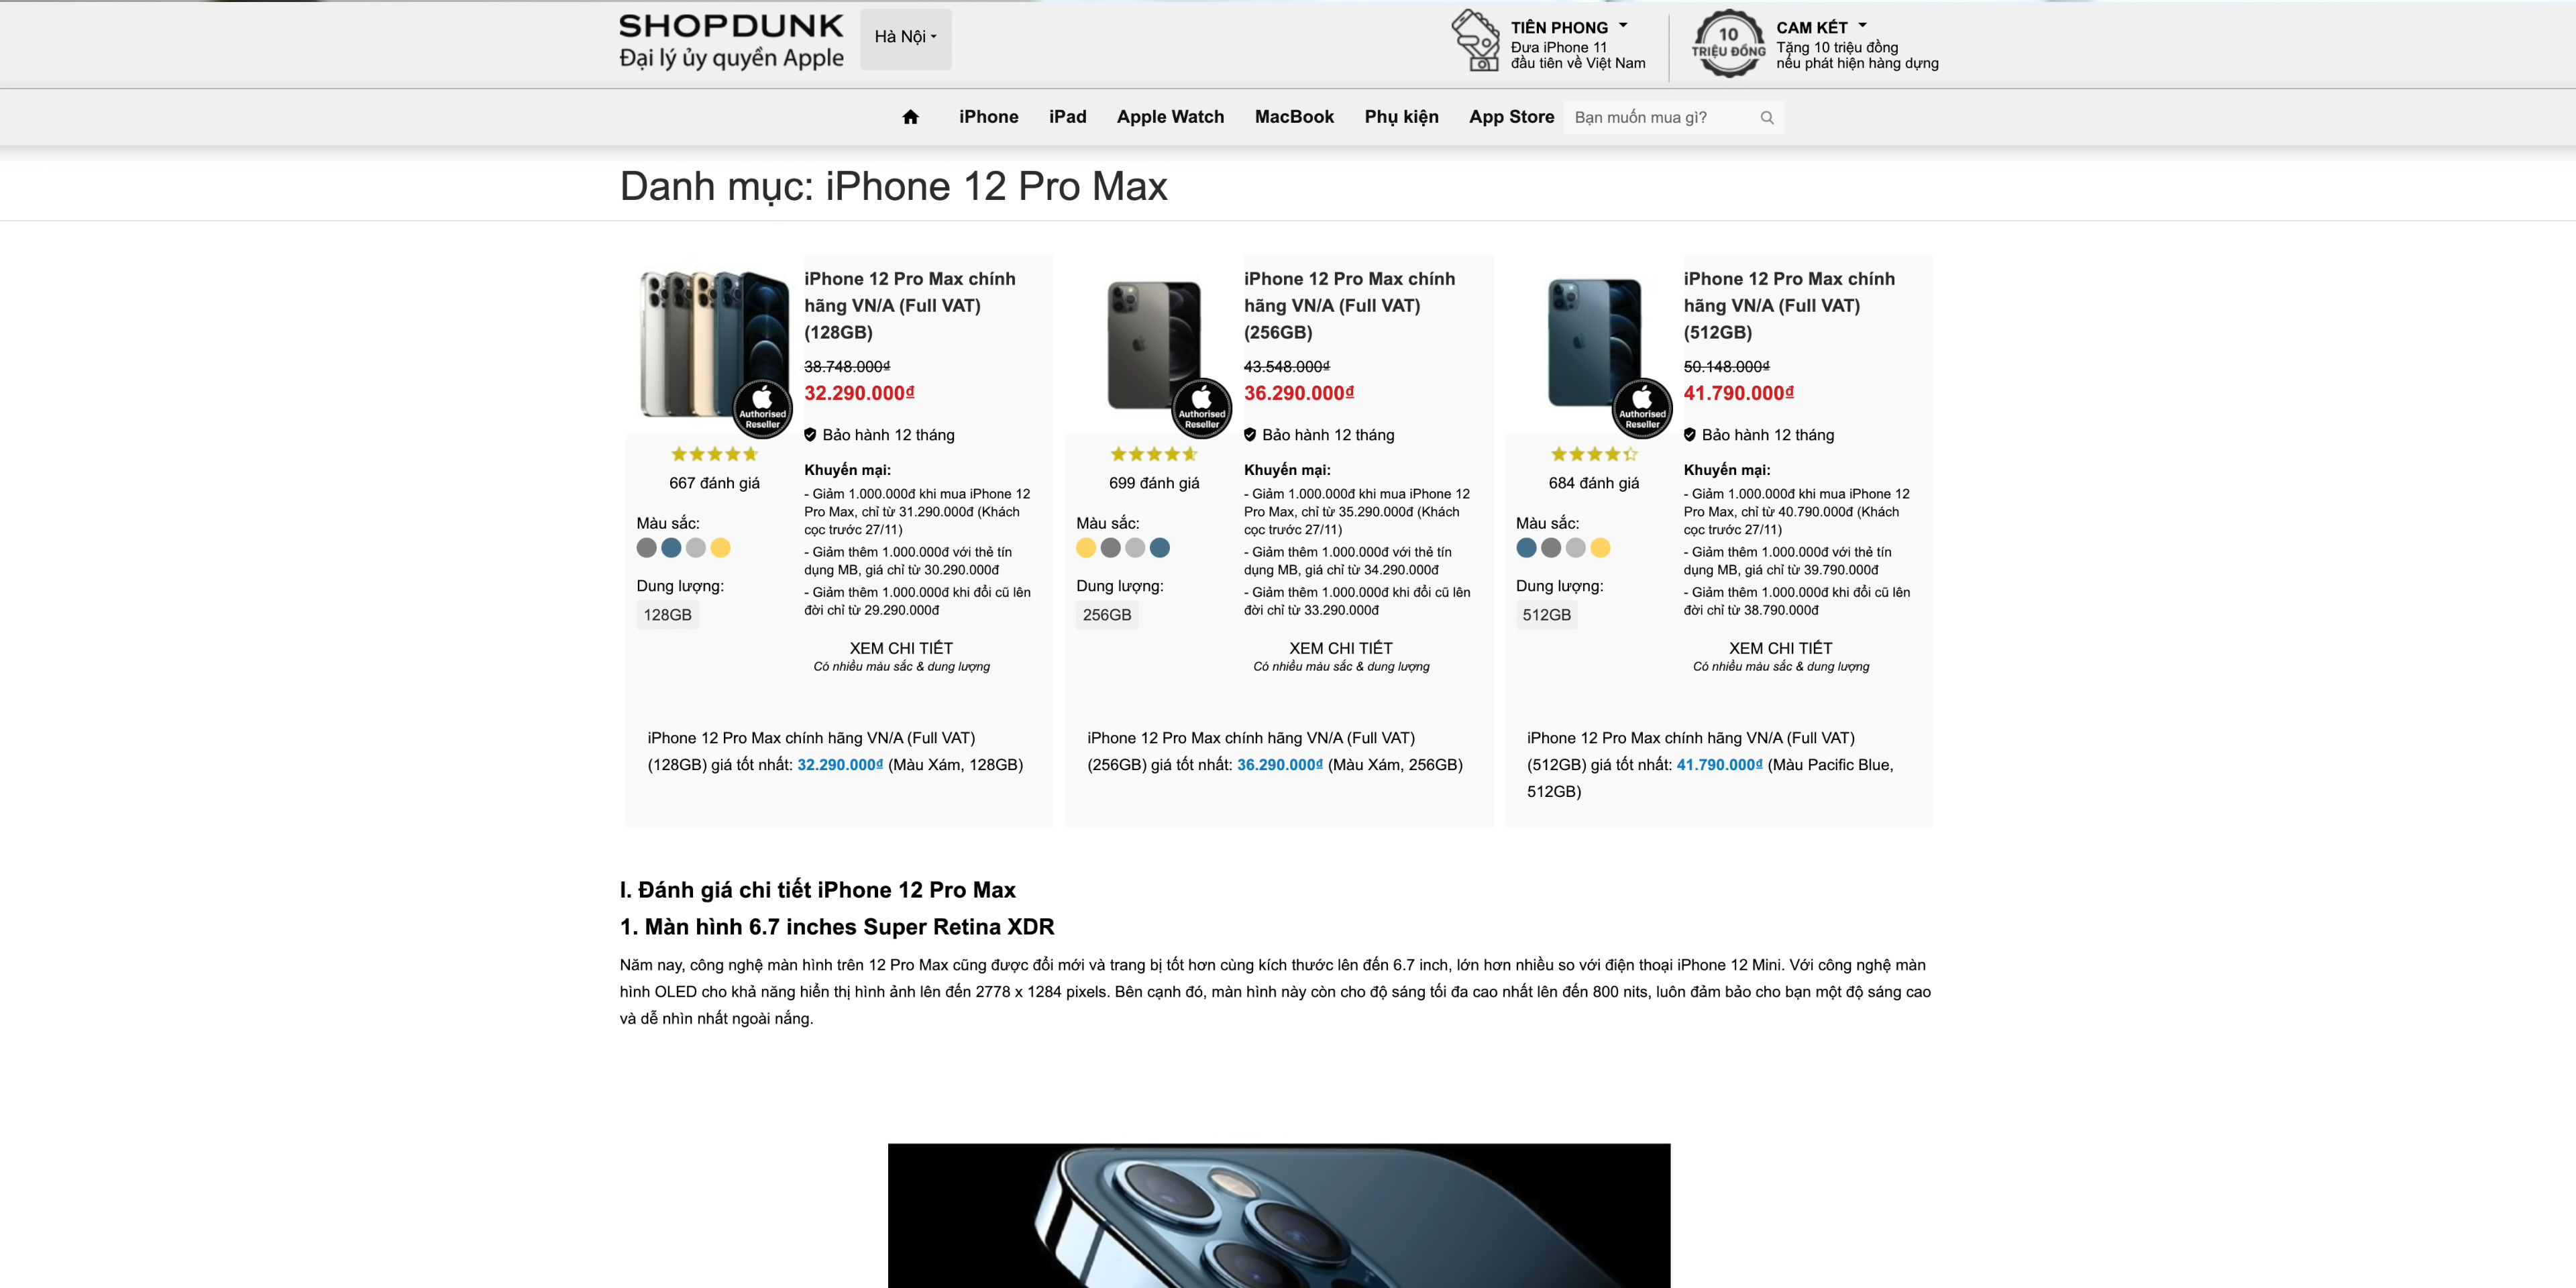 SHOPDUNK
Đại lý ủy quyền Apple
Hà Nội
TIÊN PHONG
Đưa iPhone 11
đầu tiên về Việt Nam
10
TRIỆU ĐỒNG
CAM KẾT
Tặng 10 triệu đồng
nếu phát hiện hàng dựng
iPhone iPad Apple Watch MacBook Phụ kiện App Store Bạn muốn mua gì?
Danh mục: iPhone 12 Pro Max
Authorised
Reseller
667 đánh giá
Màu sắc:
Dung lượng:
128GB
iPhone 12 Pro Max chính
hãng VN/A (Full VAT)
(128GB)
38.748.000₫
32.290.000₫
Bảo hành 12 tháng
Khuyến mại:
- Giảm 1.000.000đ khi mua iPhone 12
Pro Max, chỉ từ 31.290.000đ (Khách
cọc trước 27/11)
- Giảm thêm 1.000.000đ với thẻ tín
dụng MB, giá chỉ từ 30.290.000đ
- Giảm thêm 1.000.000đ khi đổi cũ lên
đời chỉ từ 29.290.000đ
XEM CHI TIẾT
Có nhiều màu sắc & dung lượng
iPhone 12 Pro Max chính hãng VN/A (Full VAT)
(128GB) giá tốt nhất: 32.290.000₫ (Màu Xám, 128GB)
Authorised
Reseller
699 đánh giá
Màu sắc:
Dung lượng:
256GB
iPhone 12 Pro Max chính
hãng VN/A (Full VAT)
(256GB)
43.548.000₫
36.290.000₫
Bảo hành 12 tháng
Khuyến mại:
- Giảm 1.000.000đ khi mua iPhone 12
Pro Max, chỉ từ 35.290.000đ (Khách
cọc trước 27/11)
- Giảm thêm 1.000.000đ với thẻ tín
dụng MB, giá chỉ từ 34.290.000đ
- Giảm thêm 1.000.000đ khi đổi cũ lên
đời chỉ từ 33.290.000đ
XEM CHI TIẾT
Có nhiều màu sắc & dung lượng
iPhone 12 Pro Max chính hãng VN/A (Full VAT)
(256GB) giá tốt nhất: 36.290.000₫ (Màu Xám, 256GB)
Authorised
Reseller
684 đánh giá
Màu sắc:
Dung lượng:
512GB
iPhone 12 Pro Max chính
hãng VN/A (Full VAT)
(512GB)
50.148.000₫
41.790.000₫
Bảo hành 12 tháng
Khuyến mại:
- Giảm 1.000.000đ khi mua iPhone 12
Pro Max, chỉ từ 40.790.000đ (Khách
cọc trước 27/11)
- Giảm thêm 1.000.000đ với thẻ tín
dụng MB, giá chỉ từ 39.790.000đ
- Giảm thêm 1.000.000đ khi đổi cũ lên
đời chỉ từ 38.790.000đ
XEM CHI TIẾT
Có nhiều màu sắc & dung lượng
iPhone 12 Pro Max chính hãng VN/A (Full VAT)
(512GB) giá tốt nhất: 41.790.000₫ (Màu Pacific Blue,
512GB)
I. Đánh giá chi tiết iPhone 12 Pro Max
1. Màn hình 6.7 inches Super Retina XDR
Năm nay, công nghệ màn hình trên 12 Pro Max cũng được đổi mới và trang bị tốt hơn cùng kích thước lên đến 6.7 inch, lớn hơn nhiều so với điện thoại iPhone 12 Mini. Với công nghệ màn
hình OLED cho khả năng hiển thị hình ảnh lên đến 2778 x 1284 pixels. Bên cạnh đó, màn hình này còn cho độ sáng tối đa cao nhất lên đến 800 nits, luôn đảm bảo cho bạn một độ sáng cao
và dễ nhìn nhất ngoài nắng.